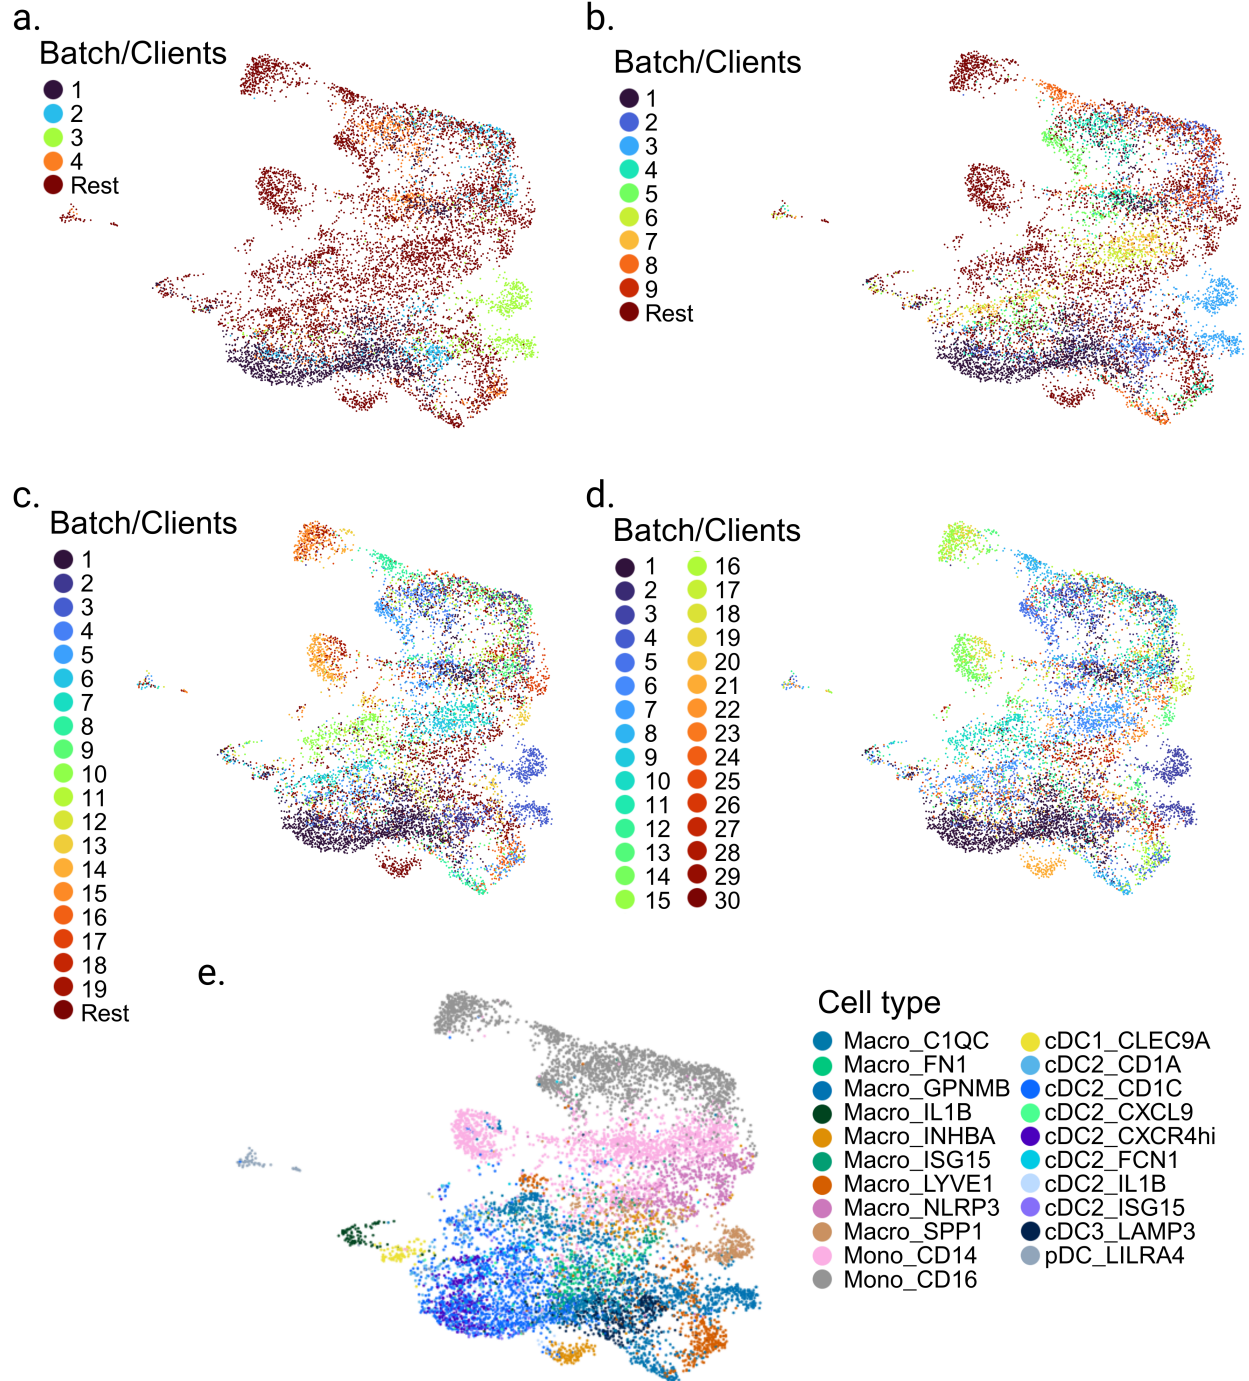 a.
Batch/Clients
1
2
3
4
Rest
b.
Batch/Clients
1
2
3
4
5
6
7
8
9
Rest
c.
Batch/Clients
1
2
3
4
5
6
7
8
9
10
11
12
13
14
15
16
17
18
19
Rest
d.
Batch/Clients
1
2
3
4
5
6
7
8
9
10
11
12
13
14
15
16
17
18
19
20
21
22
23
24
25
26
27
28
29
30
e.
Cell type
Macro_C1QC
Macro_FN1
Macro_GPNMB
Macro_IL1B
Macro_INHBA
Macro_ISG15
Macro_LYVE1
Macro_NLRP3
Macro_SPP1
Mono_CD14
Mono_CD16
cDC1_CLEC9A
cDC2_CD1A
cDC2_CD1C
cDC2_CXCL9
cDC2_CXCR4hi
cDC2_FCN1
cDC2_IL1B
cDC2_ISG15
cDC3_LAMP3
pDC_LILRA4